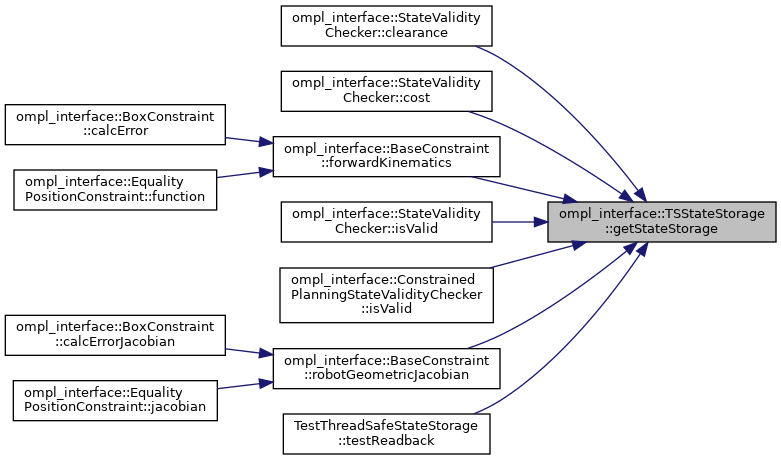 ompl_interface::StateValidity
Checker::clearance
ompl_interface::StateValidity
Checker::cost
ompl_interface::BoxConstraint
::calcError
ompl_interface::BaseConstraint
::forwardKinematics
ompl_interface::Equality
PositionConstraint::function
ompl_interface::StateValidity
Checker::isValid
ompl_interface::TSStateStorage
::getStateStorage
ompl_interface::Constrained
PlanningStateValidityChecker
::isValid
ompl_interface::BoxConstraint
::calcErrorJacobian
ompl_interface::BaseConstraint
::robotGeometricJacobian
ompl_interface::Equality
PositionConstraint::jacobian
TestThreadSafeStateStorage
::testReadback